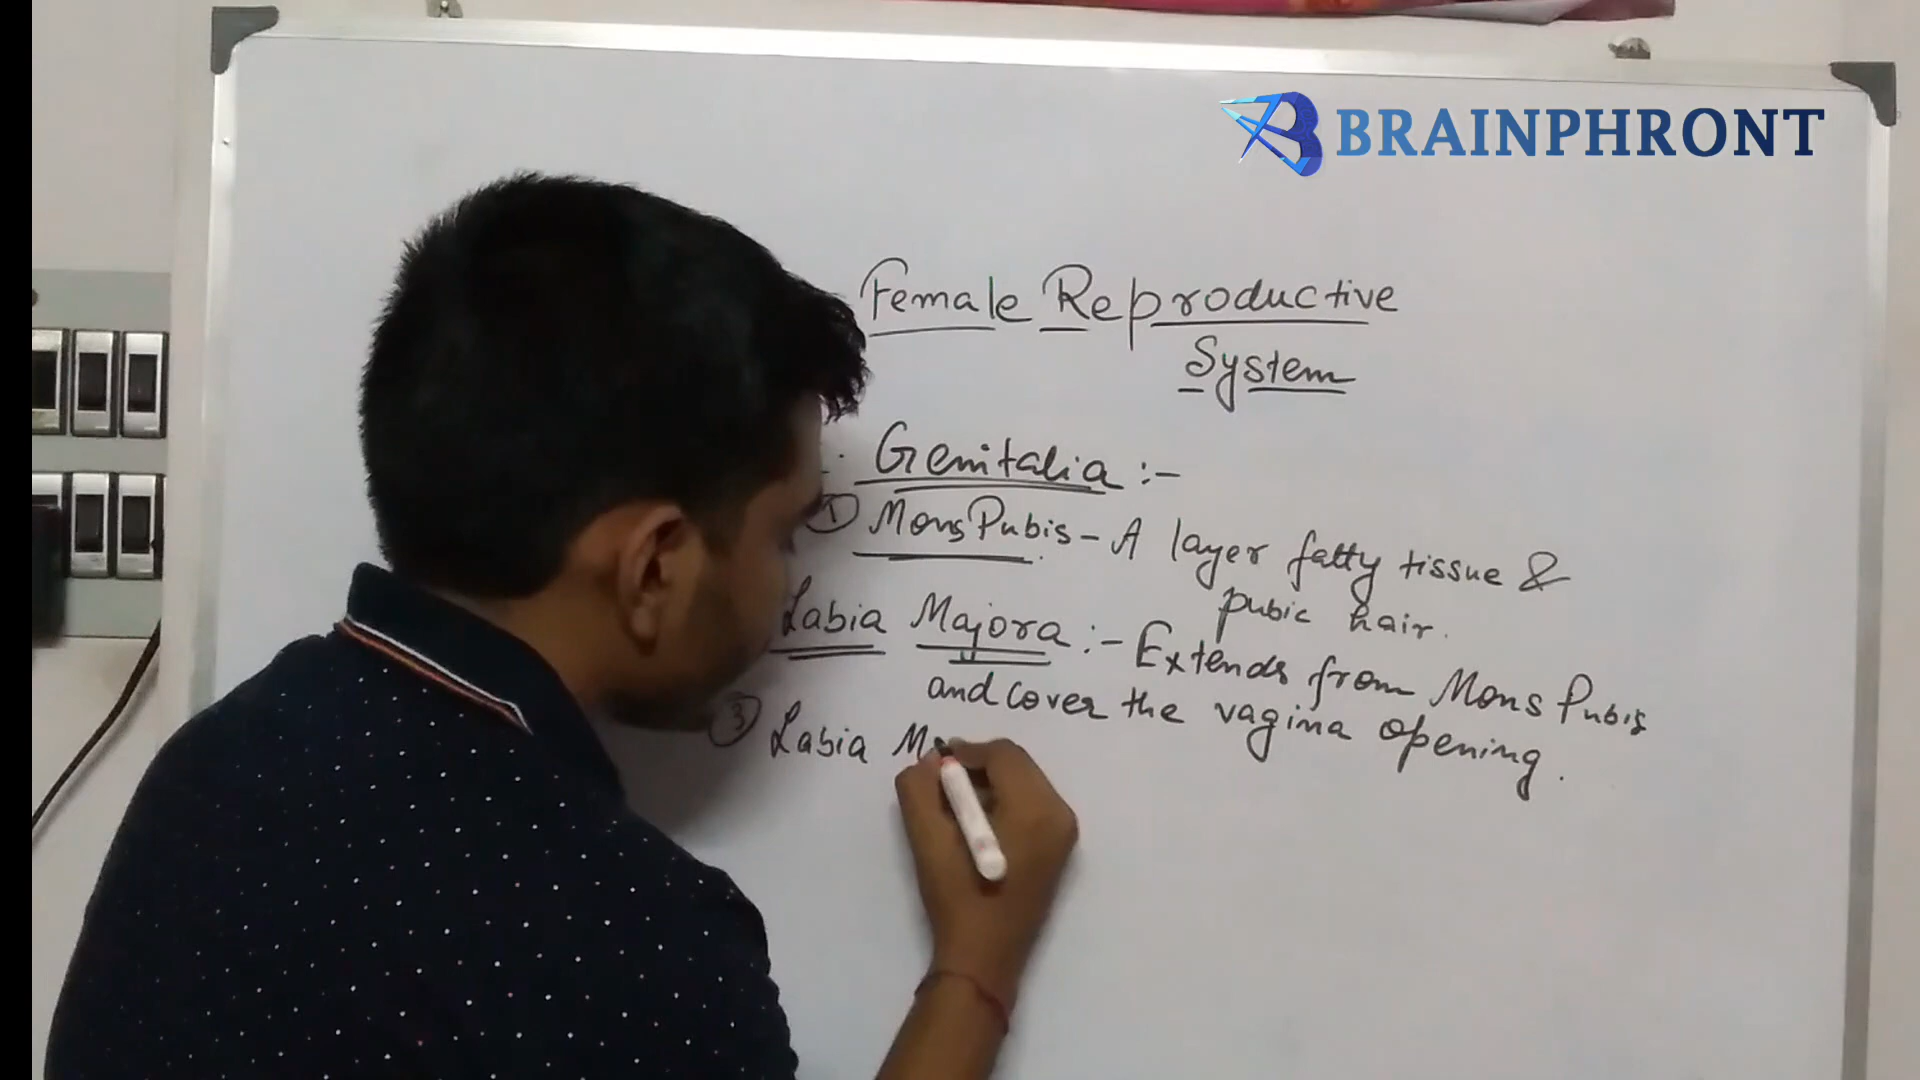 BRAINPHRONT
Female Reproductive
System
Genitalia :-
① Mons Pubis - A layer fatty tissue &
pubic hair.
Labia Majora :- Extends from Mons Pubis
and cover the vagina opening.
③ Labia M